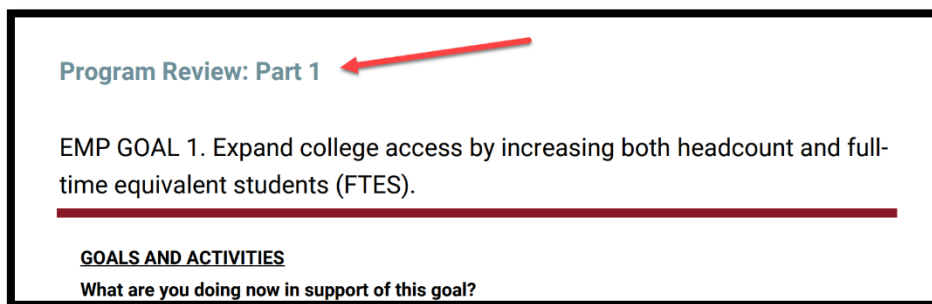 Program Review: Part 1
EMP GOAL 1. Expand college access by increasing both headcount and full-
time equivalent students (FTES).
GOALS AND ACTIVITIES
What are you doing now in support of this goal?